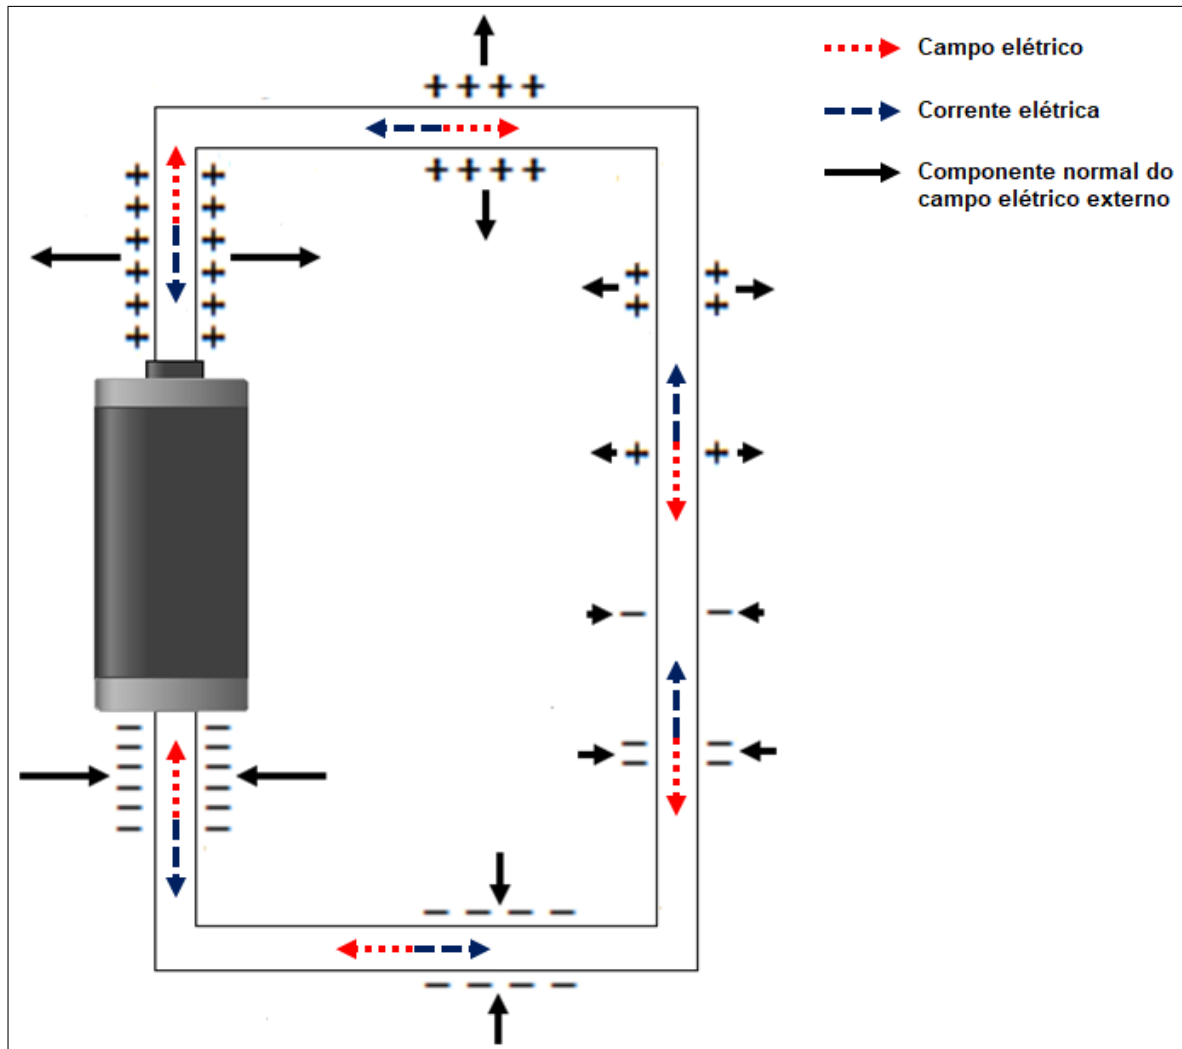 Campo elétrico
Corrente elétrica
Componente normal do
campo elétrico externo
+ + + +
+ + + +
+ +
+ +
+ +
+ +
+ +
+ +
+ +
+ +
+ +
− −
− −
− −
− −
− −
− −
− −
− −
− −
− − − −
− − − −